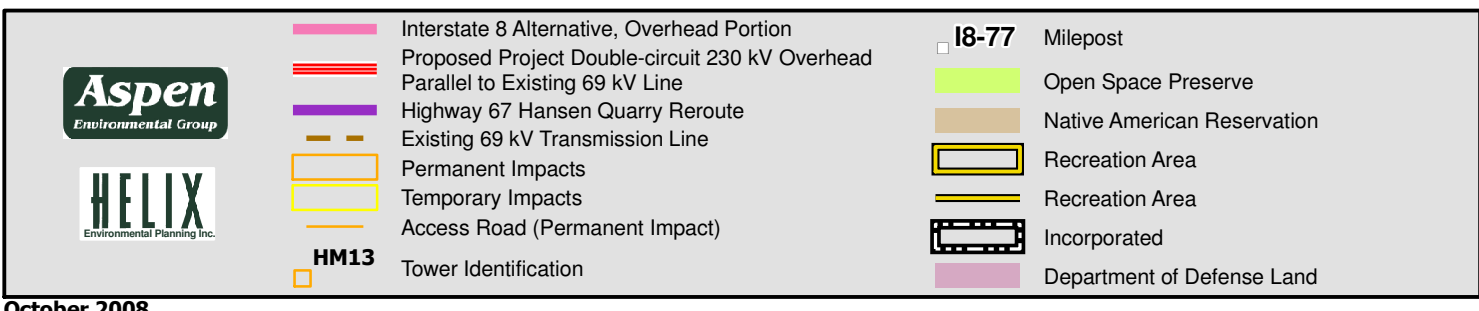 Aspen
Environmental Group
HELIX
Environmental Planning Inc.
Interstate 8 Alternative, Overhead Portion
Proposed Project Double-circuit 230 kV Overhead
Parallel to Existing 69 kV Line
Highway 67 Hansen Quarry Reroute
Existing 69 kV Transmission Line
Permanent Impacts
Temporary Impacts
Access Road (Permanent Impact)
HM13
Tower Identification
I8-77 Milepost
Open Space Preserve
Native American Reservation
Recreation Area
Recreation Area
Incorporated
Department of Defense Land
October 2008